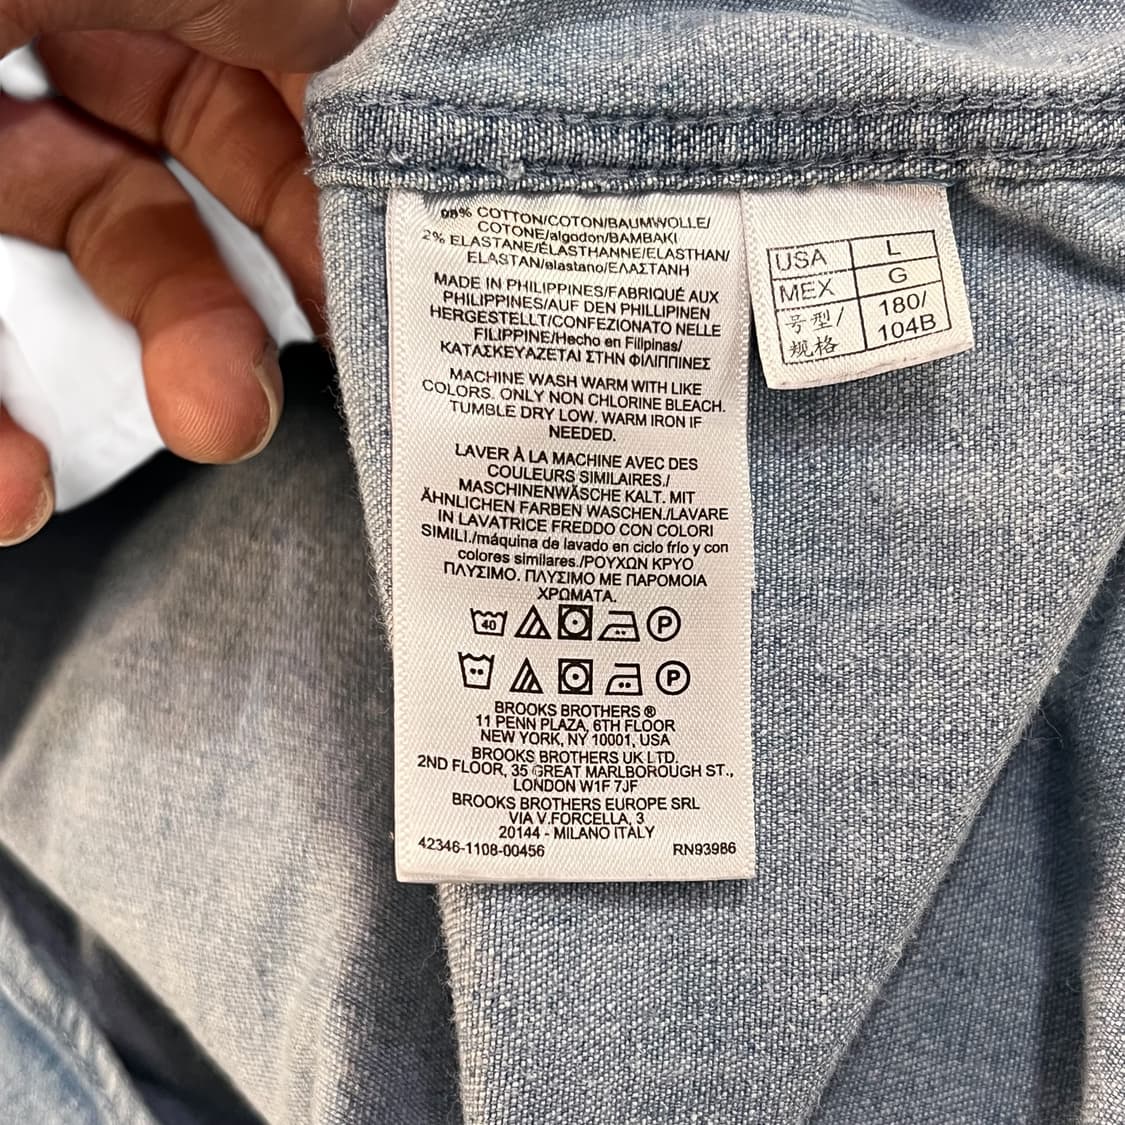 98% COTTON/COTON/BAUMWOLLE/
COTONE/algodon/BAMBAKI
2% ELASTANE/ÉLASTHANNE/ELASTHAN/
ELASTAN/elastano/ΕΛΑΣΤΑΝΗ
MADE IN PHILIPPINES/FABRIQUÉ AUX
PHILIPPINES/AUF DEN PHILLIPINEN
HERGESTELLT/CONFEZIONATO NELLE
FILIPPINE/Hecho en Filipinas/
ΚΑΤΑΣΚΕΥΑΖΕΤΑΙ ΣΤΗΝ ΦΙΛΙΠΠΙΝΕΣ
MACHINE WASH WARM WITH LIKE
COLORS. ONLY NON CHLORINE BLEACH.
TUMBLE DRY LOW. WARM IRON IF
NEEDED.
LAVER À LA MACHINE AVEC DES
COULEURS SIMILAIRES./
MASCHINENWÄSCHE KALT. MIT
ÄHNLICHEN FARBEN WASCHEN./LAVARE
IN LAVATRICE FREDDO CON COLORI
SIMILI./máquina de lavado en ciclo frío y con
colores similares./ΡΟΥΧΩΝ ΚΡΥΟ
ΠΛΥΣΙΜΟ. ΠΛΥΣΙΜΟ ΜΕ ΠΑΡΟΜΟΙΑ
ΧΡΩΜΑΤΑ.
40 P
P
BROOKS BROTHERS ®
11 PENN PLAZA, 6TH FLOOR
NEW YORK, NY 10001, USA
BROOKS BROTHERS UK LTD.
2ND FLOOR, 35 GREAT MARLBOROUGH ST.,
LONDON W1F 7JF
BROOKS BROTHERS EUROPE SRL
VIA V.FORCELLA, 3
20144 - MILANO ITALY
42346-1108-00456 RN93986
USA L
MEX G
号型/ 180/
规格 104B